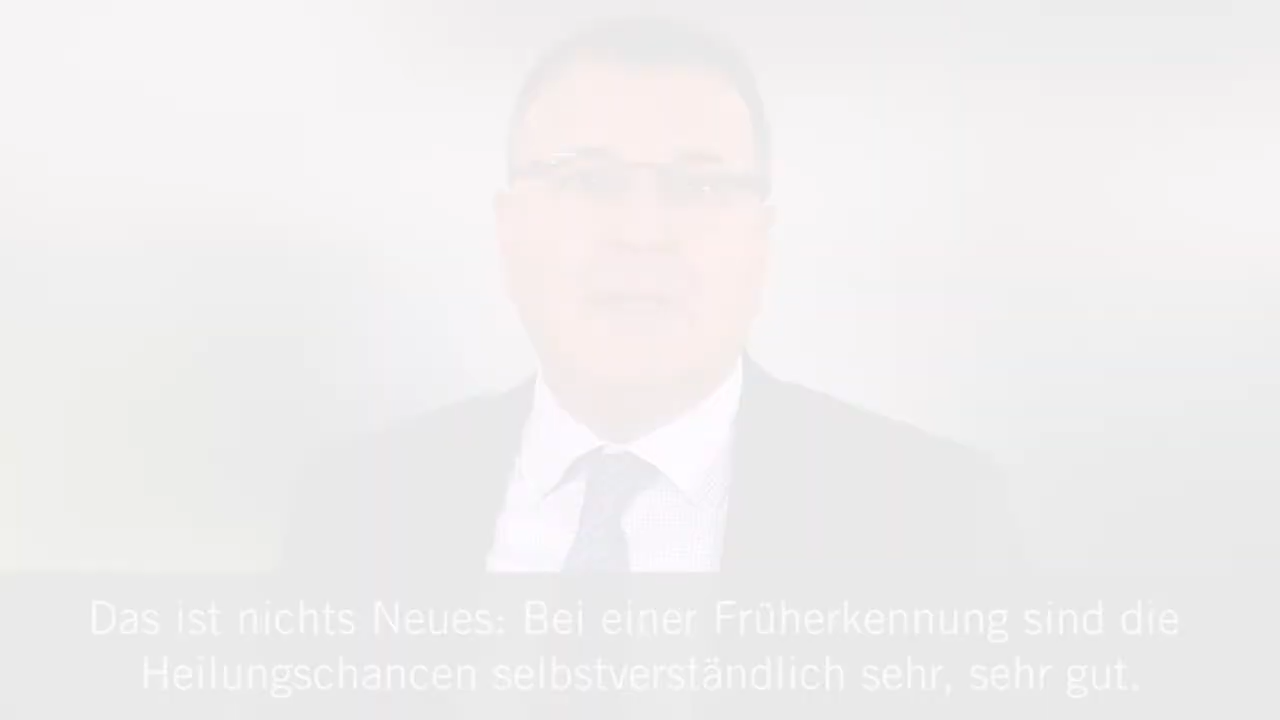 Das ist nichts Neues: Bei einer Früherkennung sind die
Heilungschancen selbstverständlich sehr, sehr gut.